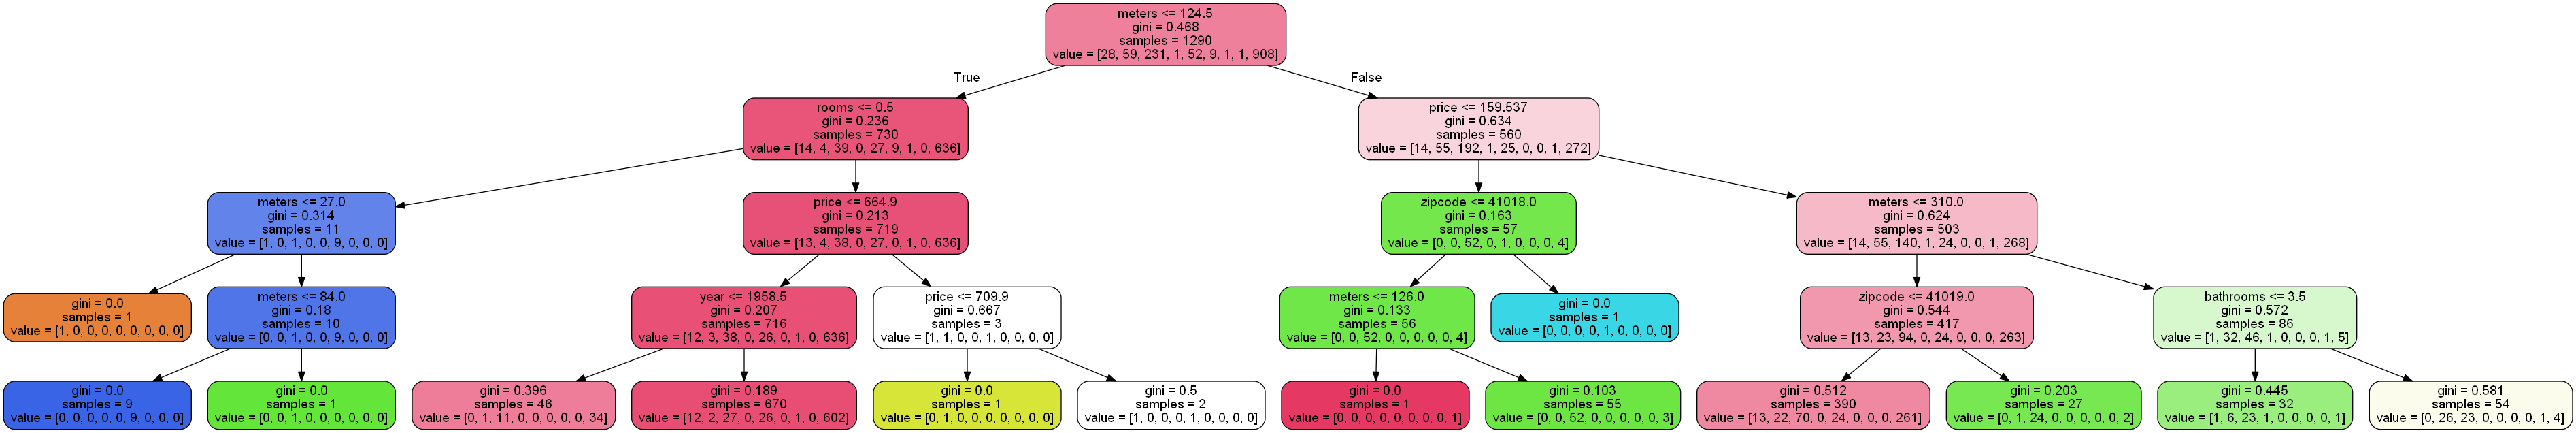 meters <= 124.5
gini = 0.468
samples = 1290
value = [28, 59, 231, 1, 52, 9, 1, 1, 908]
True
False
rooms <= 0.5
gini = 0.236
samples = 730
value = [14, 4, 39, 0, 27, 9, 1, 0, 636]
price <= 159.537
gini = 0.634
samples = 560
value = [14, 55, 192, 1, 25, 0, 0, 1, 272]
meters <= 27.0
gini = 0.314
samples = 11
value = [1, 0, 1, 0, 0, 9, 0, 0, 0]
price <= 664.9
gini = 0.213
samples = 719
value = [13, 4, 38, 0, 27, 0, 1, 0, 636]
zipcode <= 41018.0
gini = 0.163
samples = 57
value = [0, 0, 52, 0, 1, 0, 0, 0, 4]
meters <= 310.0
gini = 0.624
samples = 503
value = [14, 55, 140, 1, 24, 0, 0, 1, 268]
gini = 0.0
samples = 1
value = [1, 0, 0, 0, 0, 0, 0, 0, 0]
meters <= 84.0
gini = 0.18
samples = 10
value = [0, 0, 1, 0, 0, 9, 0, 0, 0]
year <= 1958.5
gini = 0.207
samples = 716
value = [12, 3, 38, 0, 26, 0, 1, 0, 636]
price <= 709.9
gini = 0.667
samples = 3
value = [1, 1, 0, 0, 1, 0, 0, 0, 0]
meters <= 126.0
gini = 0.133
samples = 56
value = [0, 0, 52, 0, 0, 0, 0, 0, 4]
gini = 0.0
samples = 1
value = [0, 0, 0, 0, 1, 0, 0, 0, 0]
zipcode <= 41019.0
gini = 0.544
samples = 417
value = [13, 23, 94, 0, 24, 0, 0, 0, 263]
bathrooms <= 3.5
gini = 0.572
samples = 86
value = [1, 32, 46, 1, 0, 0, 0, 1, 5]
gini = 0.0
samples = 9
value = [0, 0, 0, 0, 0, 9, 0, 0, 0]
gini = 0.0
samples = 1
value = [0, 0, 1, 0, 0, 0, 0, 0, 0]
gini = 0.396
samples = 46
value = [0, 1, 11, 0, 0, 0, 0, 0, 34]
gini = 0.189
samples = 670
value = [12, 2, 27, 0, 26, 0, 1, 0, 602]
gini = 0.0
samples = 1
value = [0, 1, 0, 0, 0, 0, 0, 0, 0]
gini = 0.5
samples = 2
value = [1, 0, 0, 0, 1, 0, 0, 0, 0]
gini = 0.0
samples = 1
value = [0, 0, 0, 0, 0, 0, 0, 0, 1]
gini = 0.103
samples = 55
value = [0, 0, 52, 0, 0, 0, 0, 0, 3]
gini = 0.512
samples = 390
value = [13, 22, 70, 0, 24, 0, 0, 0, 261]
gini = 0.203
samples = 27
value = [0, 1, 24, 0, 0, 0, 0, 0, 2]
gini = 0.445
samples = 32
value = [1, 6, 23, 1, 0, 0, 0, 0, 1]
gini = 0.581
samples = 54
value = [0, 26, 23, 0, 0, 0, 0, 1, 4]